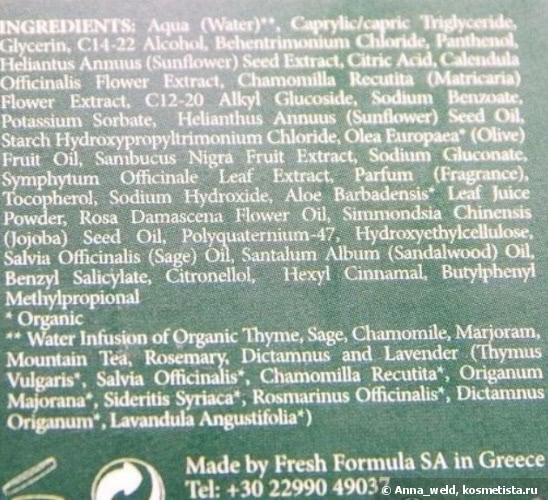 INGREDIENTS: Aqua (Water)**, Caprylic/capric Triglyceride,
Glycerin, C14-22 Alcohol, Behentrimonium Chloride, Panthenol,
Heliantus Annuus (Sunflower) Seed Extract, Citric Acid, Calendula
Officinalis Flower Extract, Chamomilla Recutita (Matricaria)
Flower Extract, C12-20 Alkyl Glucoside, Sodium Benzoate,
Potassium Sorbate, Helianthus Annuus (Sunflower) Seed Oil,
Starch Hydroxypropyltrimonium Chloride, Olea Europaea* (Olive)
Fruit Oil, Sambucus Nigra Fruit Extract, Sodium Gluconate,
Symphytum Officinale Leaf Extract, Parfum (Fragrance),
Tocopherol, Sodium Hydroxide, Aloe Barbadensis* Leaf Juice
Powder, Rosa Damascena Flower Oil, Simmondsia Chinensis
(Jojoba) Seed Oil, Polyquaternium-47, Hydroxyethylcellulose,
Salvia Officinalis (Sage) Oil, Santalum Album (Sandalwood) Oil,
Benzyl Salicylate, Citronellol, Hexyl Cinnamal, Butylphenyl
Methylpropional
* Organic
** Water Infusion of Organic Thyme, Sage, Chamomile, Marjoram,
Mountain Tea, Rosemary, Dictamnus and Lavender (Thymus
Vulgaris*, Salvia Officinalis*, Chamomilla Recutita*, Origanum
Majorana*, Sideritis Syriaca*, Rosmarinus Officinalis*, Dictamnus
Origanum*, Lavandula Angustifolia*)
Made by Fresh Formula SA in Greece
Tel: +30 22990 49037
© Anna_weld, kosmetista.ru